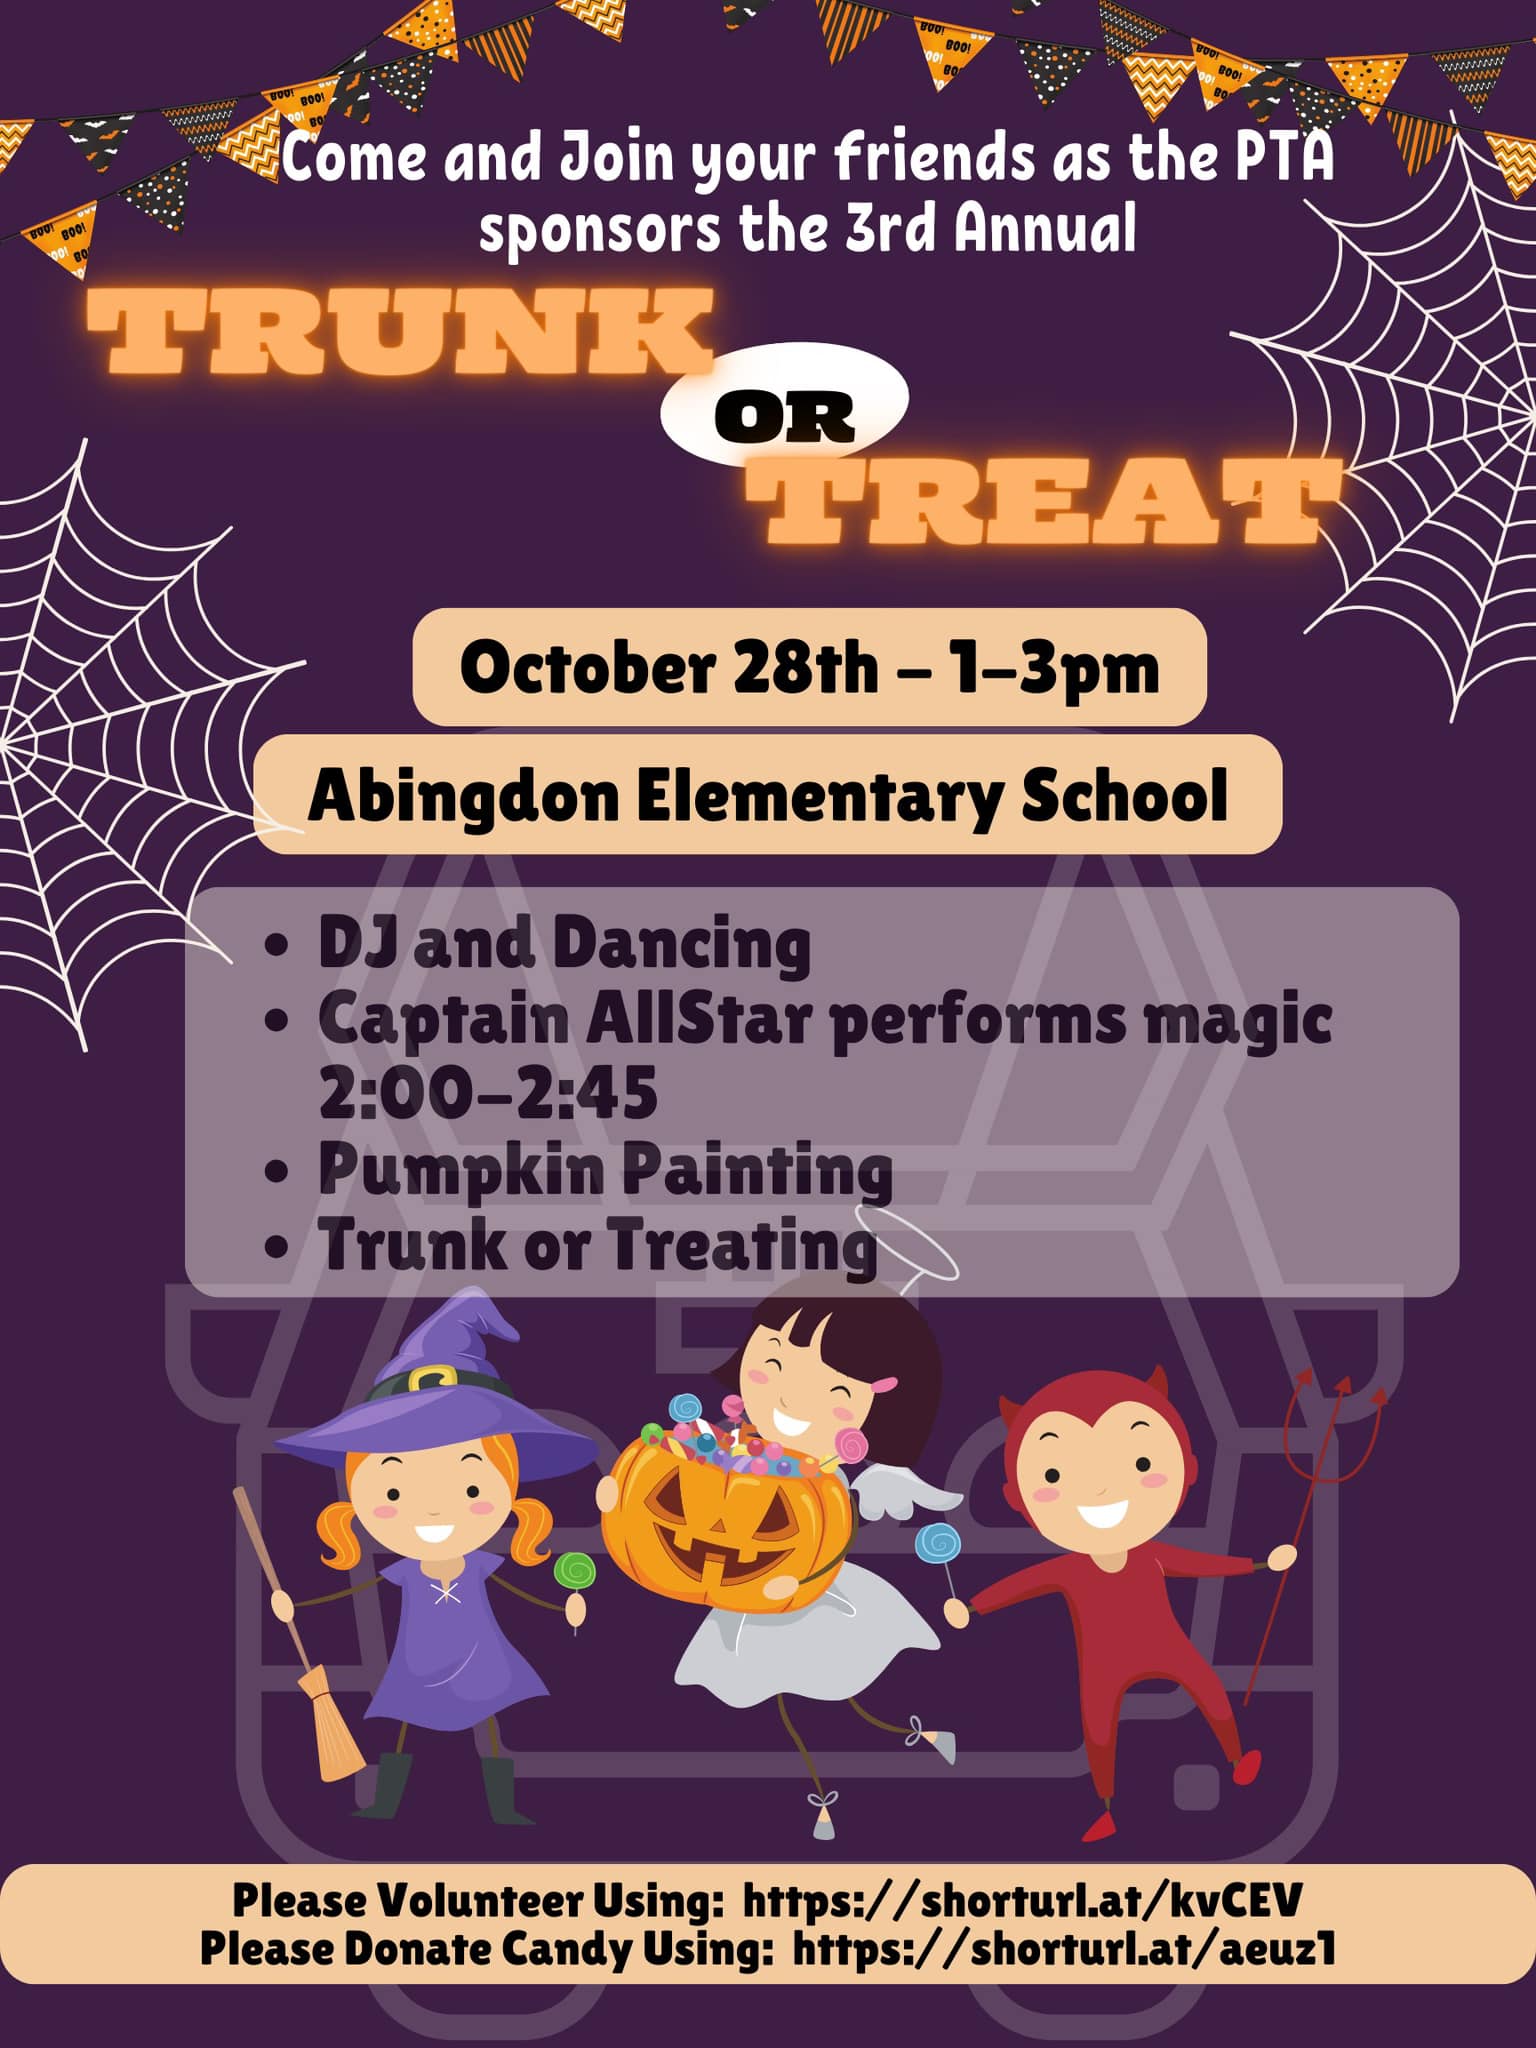 Come and Join your friends as the PTA
sponsors the 3rd Annual
TRUNK
OR
TREAT
October 28th - 1-3pm
Abingdon Elementary School
• DJ and Dancing
• Captain AllStar performs magic
2:00-2:45
• Pumpkin Painting
• Trunk or Treating
Please Volunteer Using: https://shorturl.at/kvCEV
Please Donate Candy Using: https://shorturl.at/aeuz1